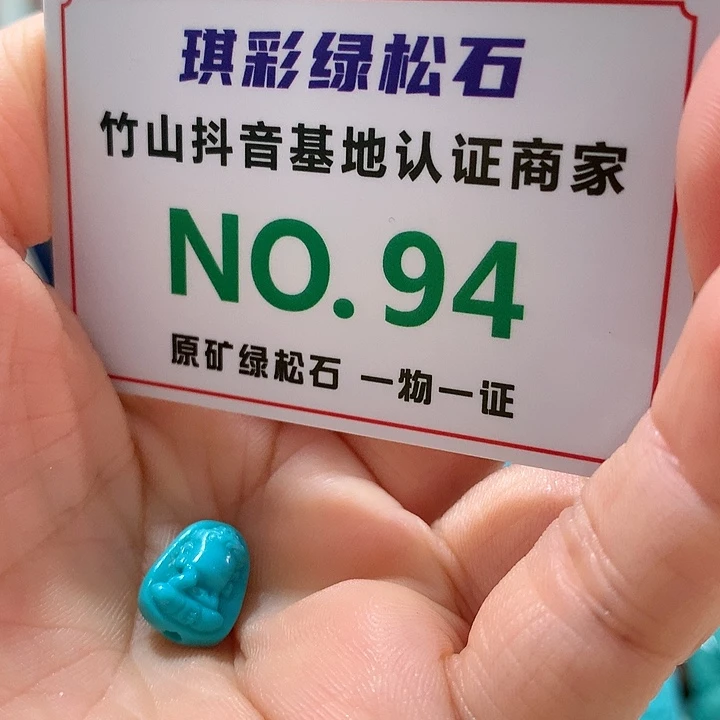 琪彩绿松石
竹山抖音基地认证商家
NO.94
原矿绿松石 一物一证